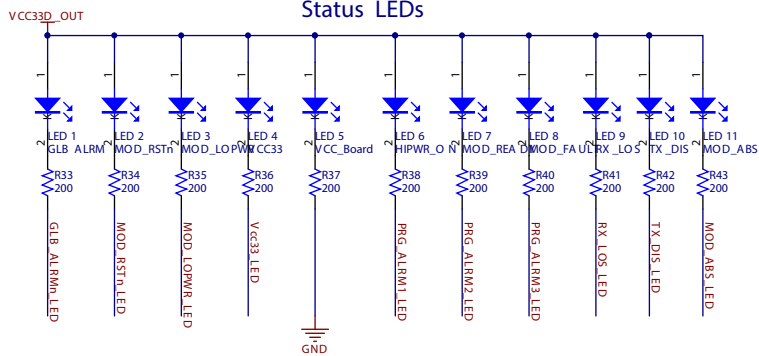 Status LEDs
VCC33D_OUT
1 1 1 1 1 1 1 1 1 1 1
2 2 2 2 2 2 2 2 2 2 2
LED 1 LED 2 LED 3 LED 4 LED 5 LED 6 LED 7 LED 8 LED 9 LED 10 LED 11
GLB_ALRM MOD_RSTn MOD_LOPWR VCC33 VCC_Board HIPWR_ON MOD_READY MOD_FAULT RX_LOS TX_DIS MOD_ABS
R33 R34 R35 R36 R37 R38 R39 R40 R41 R42 R43
200 200 200 200 200 200 200 200 200 200 200
GLB_ALRMn_LED
MOD_RSTn_LED
MOD_LOPWR_LED
Vcc33_LED
PRG_ALRM1_LED
PRG_ALRM2_LED
PRG_ALRM3_LED
RX_LOS_LED
TX_DIS_LED
MOD_ABS_LED
GND